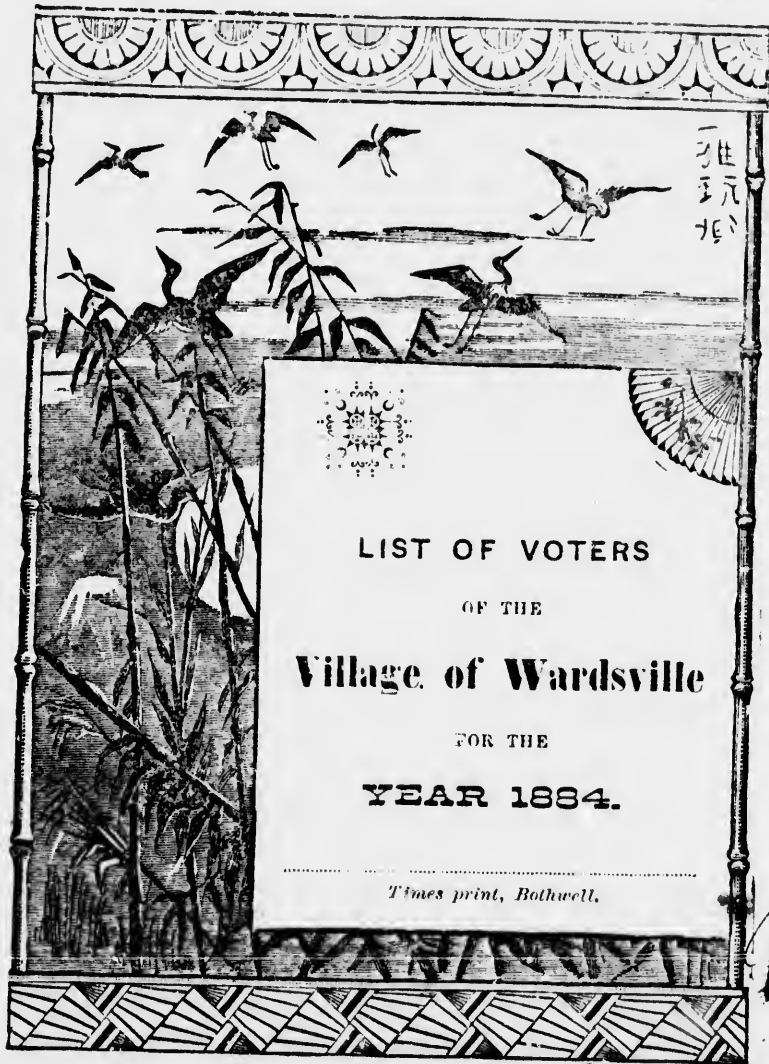 LIST OF VOTERS
OF THE
Village of Wardsville
FOR THE
YEAR 1884.
Times print, Bothwell.